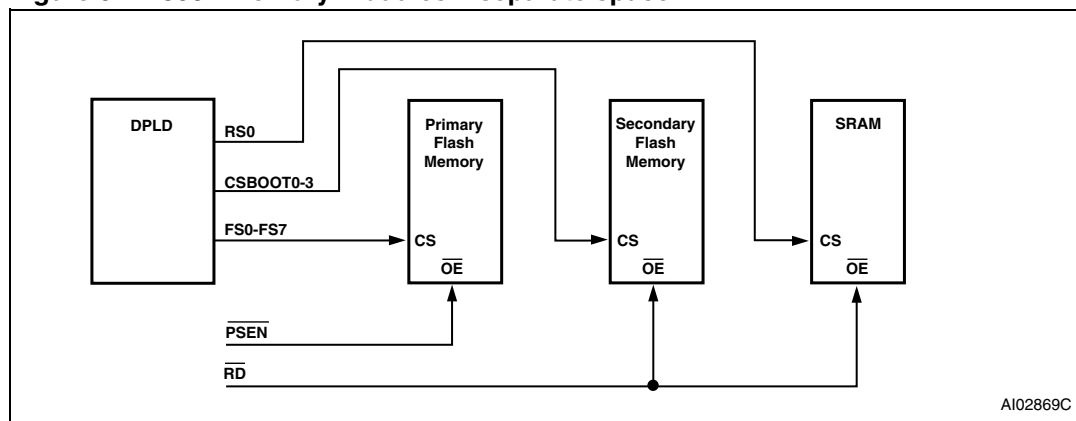 DPLD
RS0
CSBOOT0-3
FS0-FS7
Primary
Flash
Memory
CS
OE
Secondary
Flash
Memory
CS
OE
SRAM
CS
OE
PSEN
RD
AI02869C